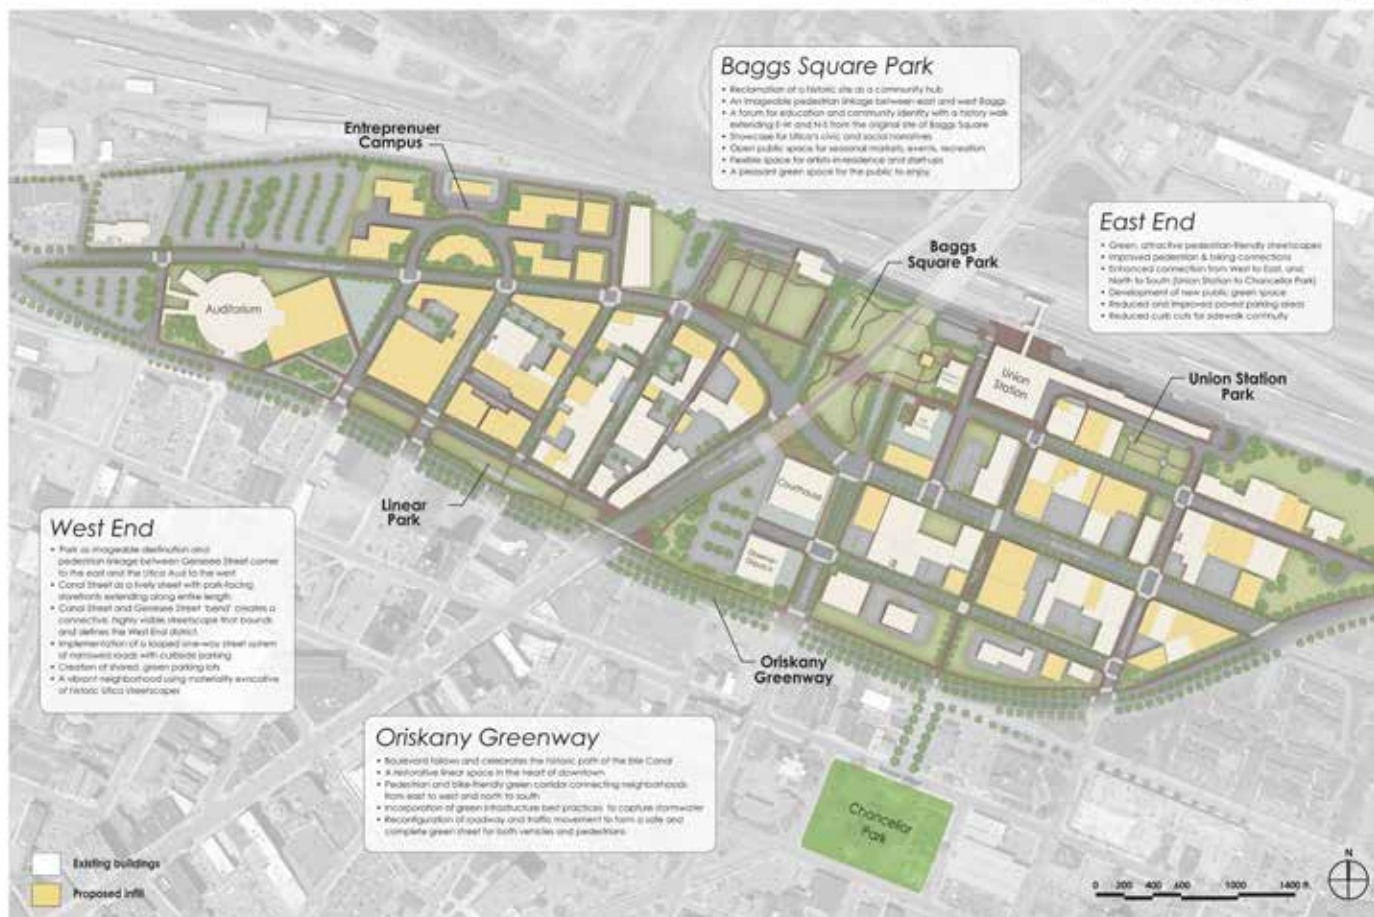 Baggs Square Park
• Reclamation of a historic site as a community hub
• An imageable pedestrian linkage between east and west Baggs
• A forum for education and community identity with a history walk
extending E-W and N-S from the original site of Baggs Square
• Showcase for Utica's civic and social narratives
• Open public space for seasonal markets, events, recreation
• Flexible space for artists-in-residence and start-ups
• A pleasant green space for the public to enjoy
Entreprenuer
Campus
East End
• Green, attractive pedestrian-friendly streetscapes
• Improved pedestrian & biking connections
• Enhanced connection from West to East, and
North to South (Union Station to Chancellor Park)
• Development of new public green space
• Reduced and improved paved parking areas
• Reduced curb cuts for sidewalk continuity
Baggs
Square Park
Auditorium
Union
Station
Union Station
Park
Courthouse
Linear
Park
West End
• Park as imageable destination and
pedestrian linkage between Genesee Street corner
to the east and the Utica Aud to the west
• Canal Street as a lively street with park-facing
storefronts extending along entire length
• Canal Street and Genesee Street 'bend' creates a
connective, highly visible streetscape that bounds
and defines the West End district
• Implementation of a looped one-way street system
of narrowed roads with curbside parking
• Creation of shared, green parking lots
• A vibrant neighborhood using materiality evocative
of historic Utica streetscapes
Oriskany
Greenway
Oriskany Greenway
• Boulevard follows and celebrates the historic path of the Erie Canal
• A restorative linear space in the heart of downtown
• Pedestrian and bike-friendly green corridor connecting neighborhoods
from east to west and north to south
• Incorporation of green infrastructure best practices to capture stormwater
• Reconfiguration of roadway and traffic movement to form a safe and
complete green street for both vehicles and pedestrians
Chancellar
Park
Existing buildings
Proposed infill
N
0 200 400 600 1000 1400 ft.